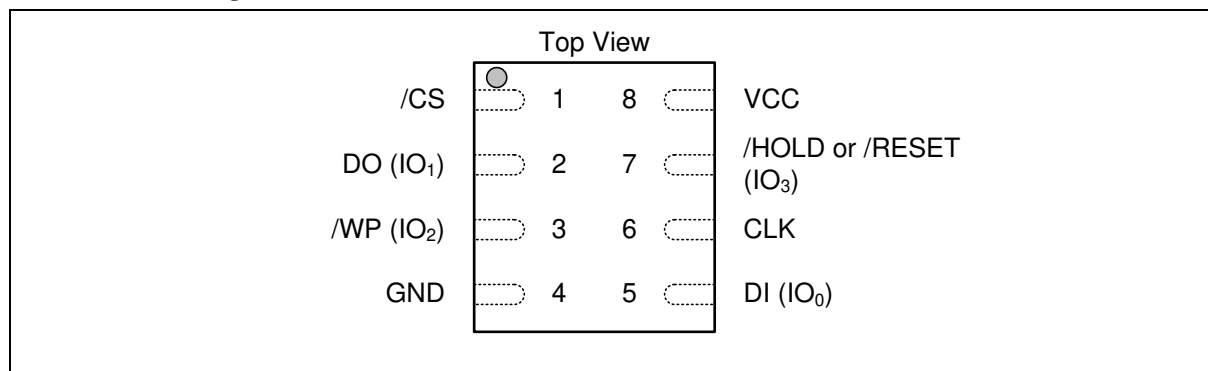 Top View
/CS 1 8 VCC
DO (IO₁) 2 7 /HOLD or /RESET
(IO₃)
/WP (IO₂) 3 6 CLK
GND 4 5 DI (IO₀)